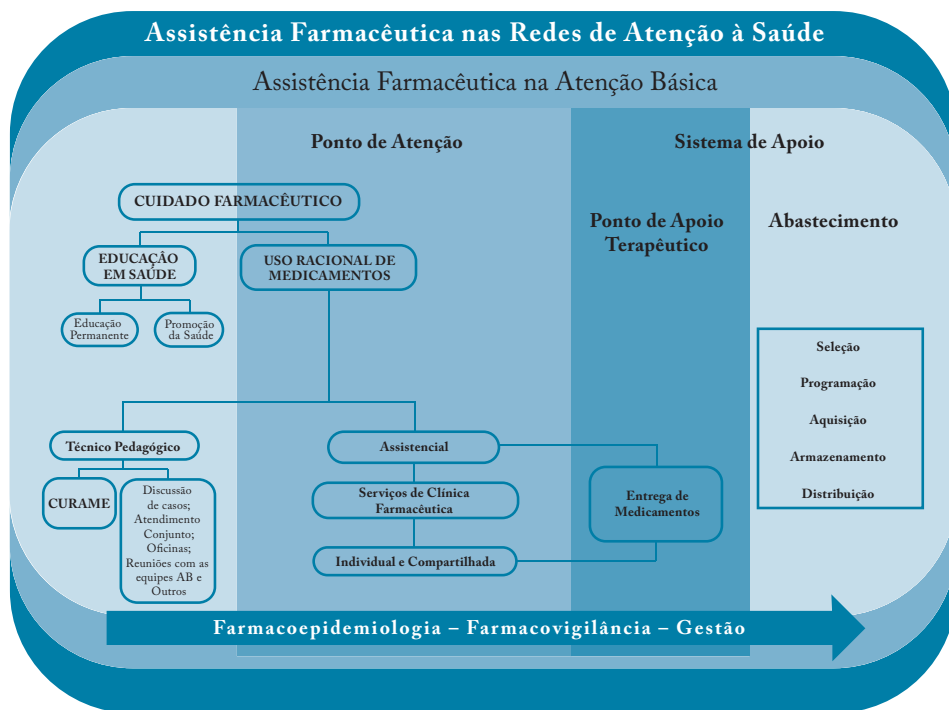 Assistência Farmacêutica nas Redes de Atenção à Saúde
Assistência Farmacêutica na Atenção Básica
Ponto de Atenção
Sistema de Apoio
CUIDADO FARMACÊUTICO
Ponto de Apoio
Terapêutico
Abastecimento
EDUCAÇÂO
EM SAÚDE
USO RACIONAL DE
MEDICAMENTOS
Educação
Permanente
Promoção
da Saúde
Seleção
Programação
Aquisição
Armazenamento
Distribuição
Técnico Pedagógico
CURAME
Discussão
de casos;
Atendimento
Conjunto;
Oficinas;
Reuniões com as
equipes AB e
Outros
Assistencial
Serviços de Clínica
Farmacêutica
Individual e Compartilhada
Entrega de
Medicamentos
Farmacoepidemiologia – Farmacovigilância – Gestão